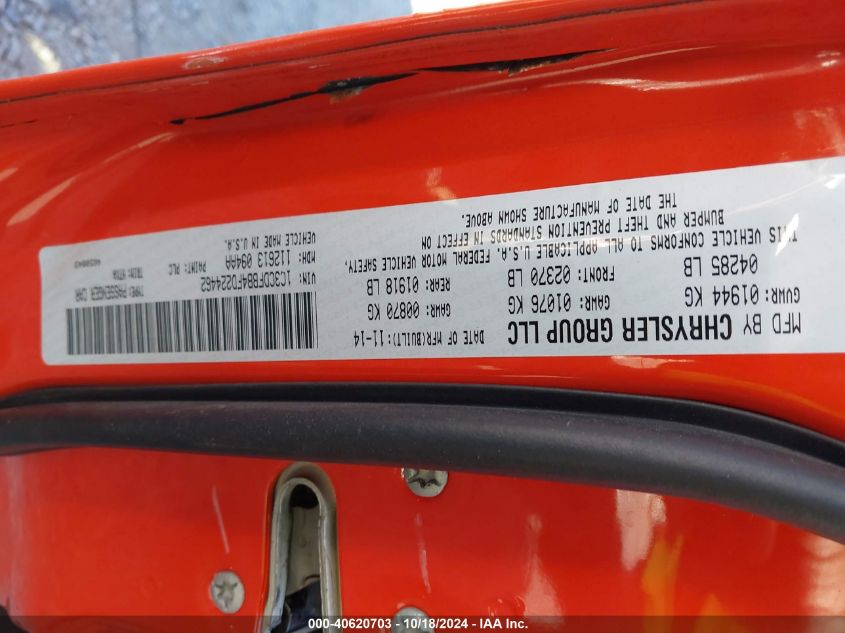 MFD BY CHRYSLER GROUP LLC
DATE OF MFR(BUILT): 11-14
GVWR: 01944 KG
04285 LB
GAWR: 01076 KG
FRONT: 02370 LB
GAWR: 00870 KG
REAR: 01918 LB
THIS VEHICLE CONFORMS TO ALL APPLICABLE U.S.A. FEDERAL MOTOR VEHICLE SAFETY,
BUMPER AND THEFT PREVENTION STANDARDS IN EFFECT ON
THE DATE OF MANUFACTURE SHOWN ABOVE.
VIN: 1C3CDFBB4FD224462
TYPE: PASSENGER CAR
MDH: 112613 094AA
PAINT: PLC
VEHICLE MADE IN U.S.A.
000-40620703 - 10/18/2024 - IAA Inc.